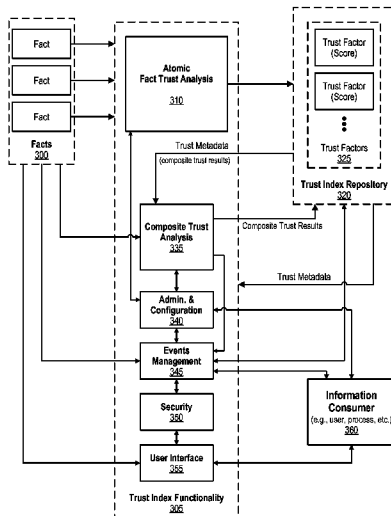 Fact
Fact
Fact
Facts
300
Atomic
Fact Trust Analysis
310
Trust Factor
(Score)
Trust Factor
(Score)
Trust Factors
325
Trust Index Repository
320
Trust Metadata
(composite trust results)
Composite Trust
Analysis
335
Composite Trust Results
Trust Metadata
Admin. &
Configuration
340
Events
Management
345
Security
350
User Interface
355
Information
Consumer
(e.g., user, process, etc.)
360
Trust Index Functionality
305